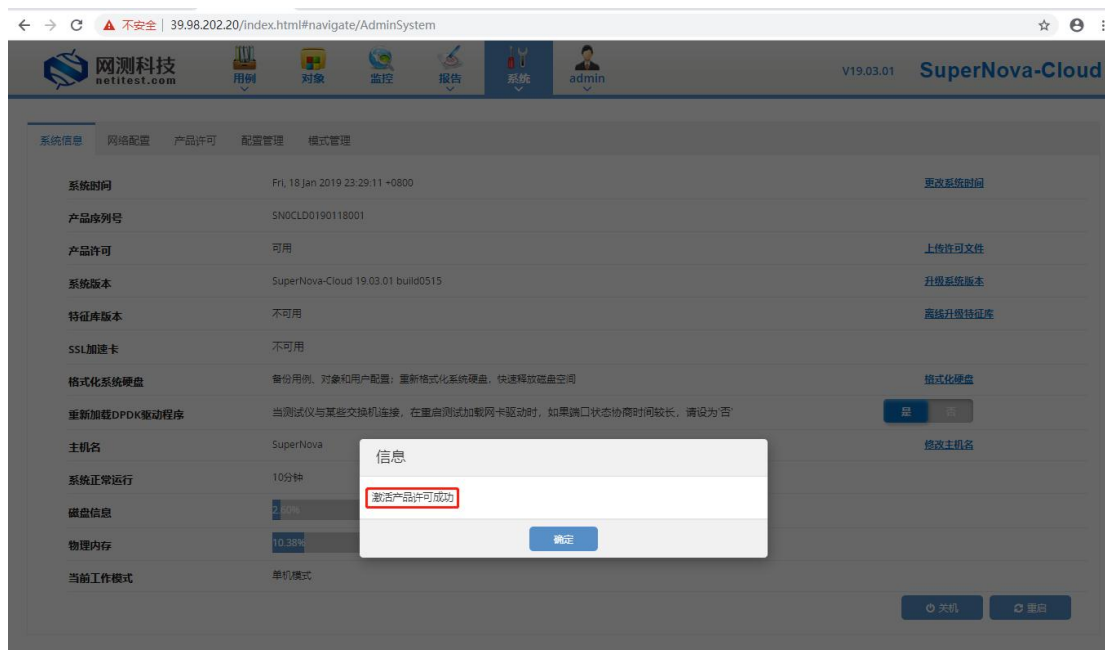 不安全 | 39.98.202.20/index.html#navigate/AdminSystem
网测科技
netitest.com
用例
对象
监控
报告
系统
admin
V19.03.01
SuperNova-Cloud
系统信息 网络配置 产品许可 配置管理 模式管理
系统时间 Fri, 18 Jan 2019 23:29:11 +0800 更改系统时间
产品序列号 SN0CLD0190118001
产品许可 可用 上传许可文件
系统版本 SuperNova-Cloud 19.03.01 build0515 升级系统版本
特征库版本 不可用 离线升级特征库
SSL加速卡 不可用
格式化系统硬盘 备份用例、对象和用户配置；重新格式化系统硬盘，快速释放磁盘空间 格式化硬盘
重新加载DPDK驱动程序 当测试仪与某些交换机连接，在重启测试加载网卡驱动时，如果端口状态协商时间较长，请设为'否' 是 否
主机名 SuperNova 修改主机名
系统正常运行 10分钟
磁盘信息 2.60%
物理内存 10.38%
当前工作模式 单机模式
信息
激活产品许可成功
确定
关机 重启